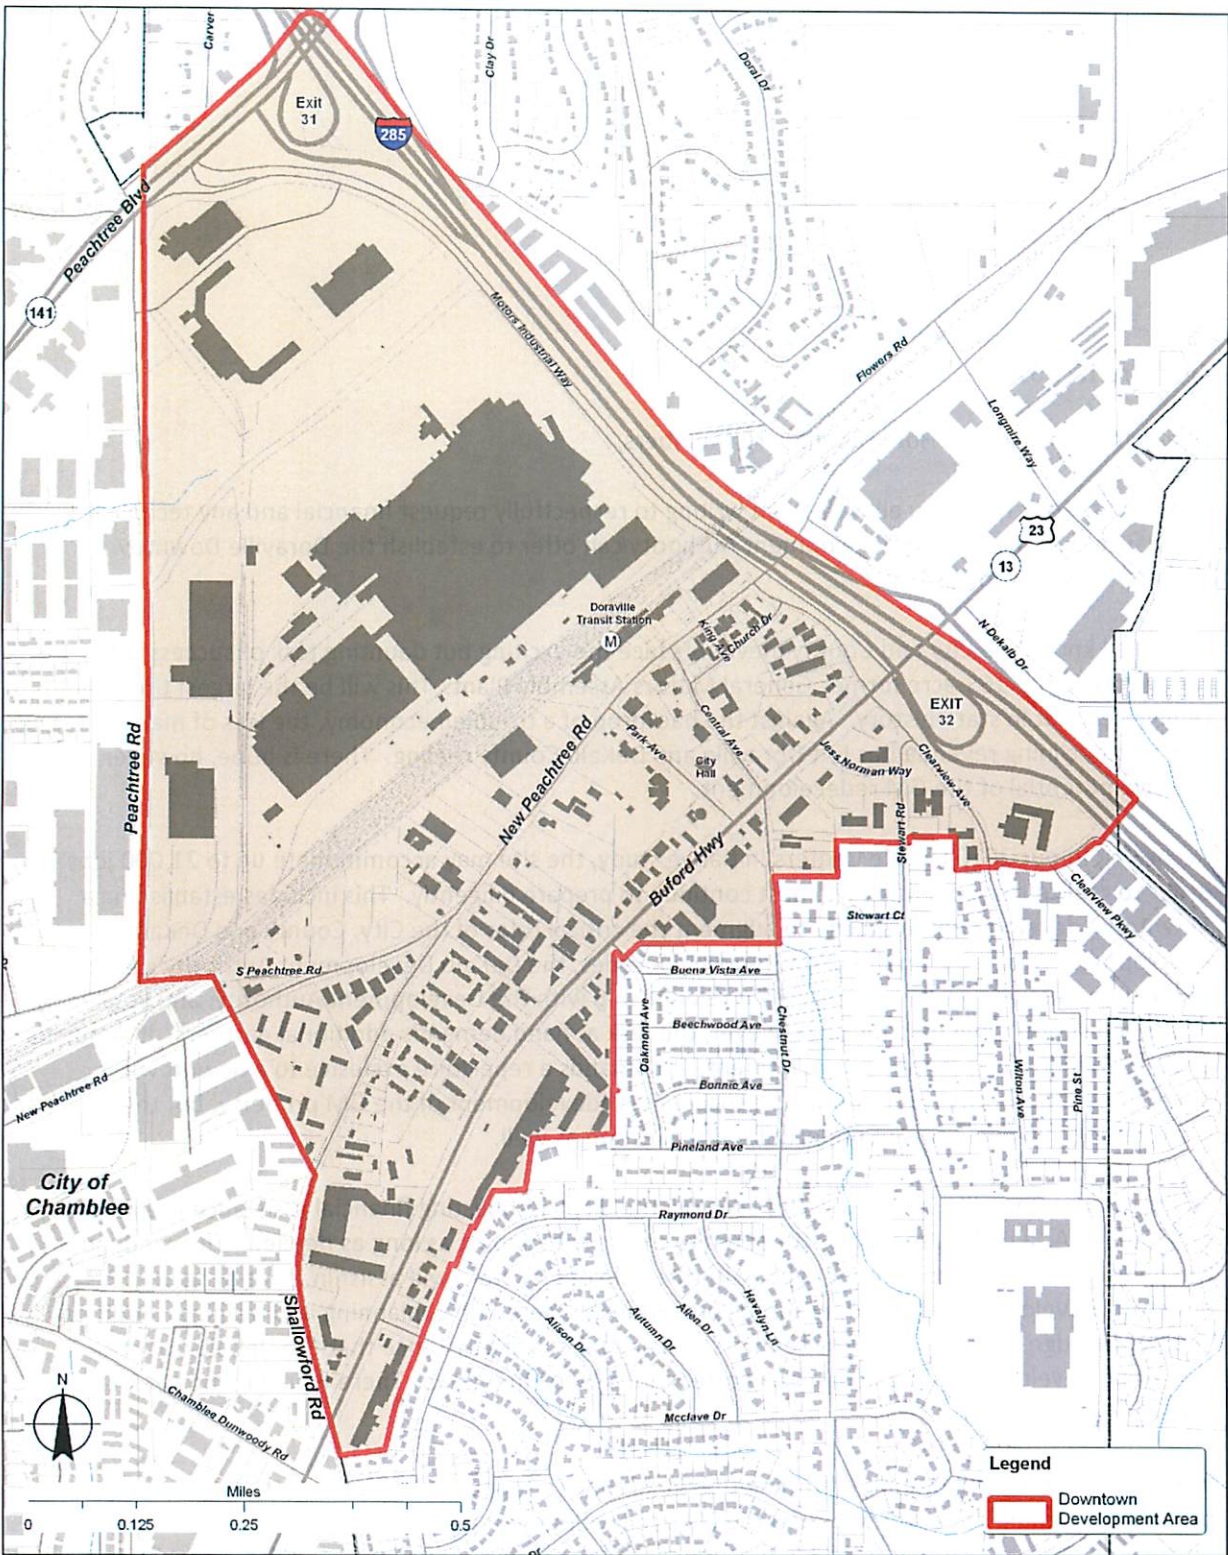 Carver
Clay Dr
Doral Dr
Exit
31
285
Peachtree Blvd
141
Motors Industrial Way
Flowers Rd
Longmire Way
23
13
Doraville
Transit Station
M
King Ave
Church Dr
N Dekalb Dr
EXIT
32
Peachtree Rd
New Peachtree Rd
Park Ave
Central Ave
City
Hall
Jess Norman Way
Clearview Ave
Stewart Rd
Buford Hwy
Clearview Pkwy
Stewart Ct
S Peachtree Rd
Buena Vista Ave
Oakmont Ave
Beechwood Ave
Chestnut Dr
Bonnie Ave
Wilton Ave
Pine St
New Peachtree Rd
Pineland Ave
City of
Chamblee
Raymond Dr
Shallowford Rd
Alison Dr
Autumn Dr
Allen Dr
Havalyn Ln
N
Chamblee Dunwoody Rd
Mcclave Dr
Legend
Downtown
Development Area
Miles
0 0.125 0.25 0.5
Dr